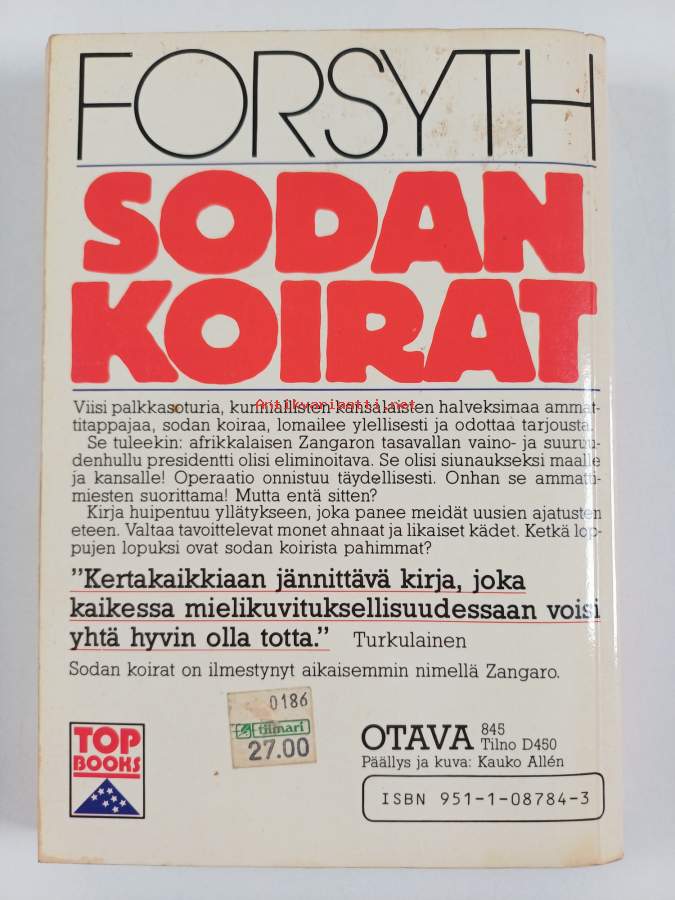 FORSYTH
SODAN
KOIRAT
Antikvariaatti.net
Viisi palkkasoturia, kunniallisten kansalaisten halveksimaa ammat-
titappajaa, sodan koiraa, lomailee ylellisesti ja odottaa tarjousta.
Se tuleekin: afrikkalaisen Zangaron tasavallan vaino- ja suuruu-
denhullu presidentti olisi eliminoitava. Se olisi siunaukseksi maalle
ja kansalle! Operaatio onnistuu täydellisesti. Onhan se ammatti-
miesten suorittama! Mutta entä sitten?
Kirja huipentuu yllätykseen, joka panee meidät uusien ajatusten
eteen. Valtaa tavoittelevat monet ahnaat ja likaiset kädet. Ketkä lop-
pujen lopuksi ovat sodan koirista pahimmat?
"Kertakaikkiaan jännittävä kirja, joka
kaikessa mielikuvituksellisuudessaan voisi
yhtä hyvin olla totta." Turkulainen
Sodan koirat on ilmestynyt aikaisemmin nimellä Zangaro.
0186
tiimari
27.00
TOP
BOOKS
OTAVA 845
Tilno D450
Päällys ja kuva: Kauko Allén
ISBN 951-1-08784-3